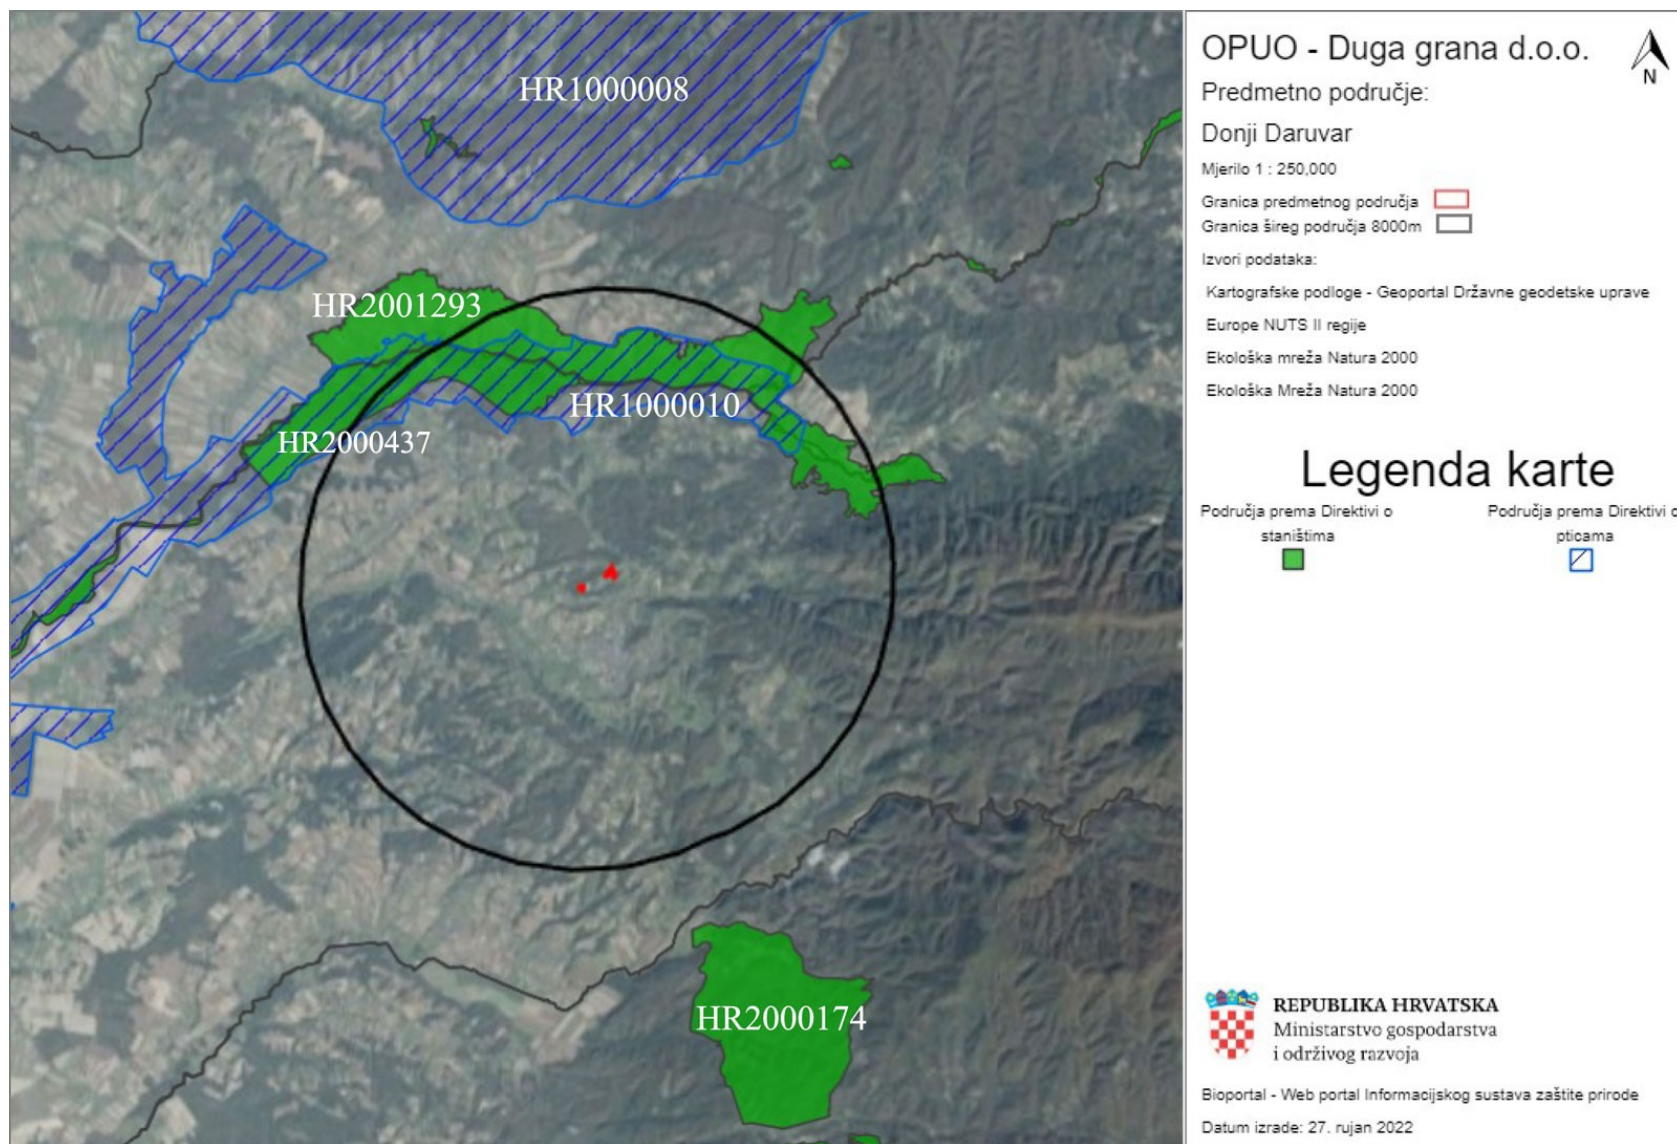 HR1000008
HR2001293
HR1000010
HR2000437
HR2000174
OPUO - Duga grana d.o.o.
N
Predmetno područje:
Donji Daruvar
Mjerilo 1 : 250,000
Granica predmetnog područja
Granica šireg područja 8000m
Izvori podataka:
Kartografske podloge - Geoportal Državne geodetske uprave
Europe NUTS II regije
Ekološka mreža Natura 2000
Ekološka Mreža Natura 2000
Legenda karte
Područja prema Direktivi o
staništima
Područja prema Direktivi o
pticama
REPUBLIKA HRVATSKA
Ministarstvo gospodarstva
i održivog razvoja
Bioportal - Web portal Informacijskog sustava zaštite prirode
Datum izrade: 27. rujan 2022